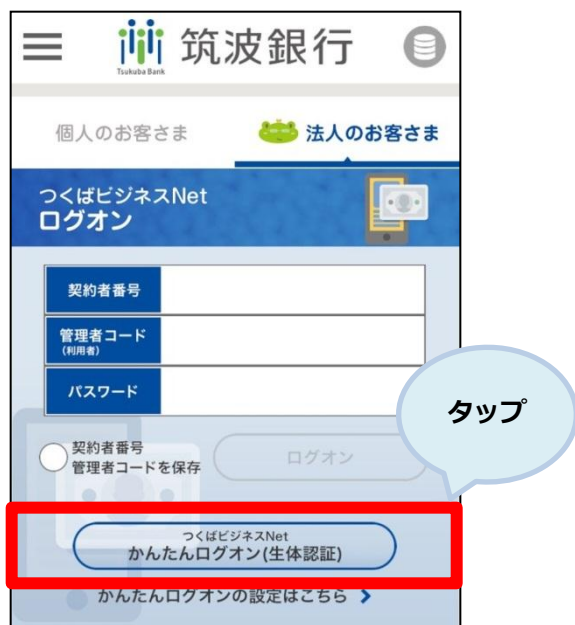 筑波銀行
Tsukuba Bank
個人のお客さま
法人のお客さま
つくばビジネスNet
ログオン
契約者番号
管理者コード
(利用者)
パスワード
タップ
契約者番号
管理者コードを保存
ログオン
つくばビジネスNet
かんたんログオン(生体認証)
かんたんログオンの設定はこちら